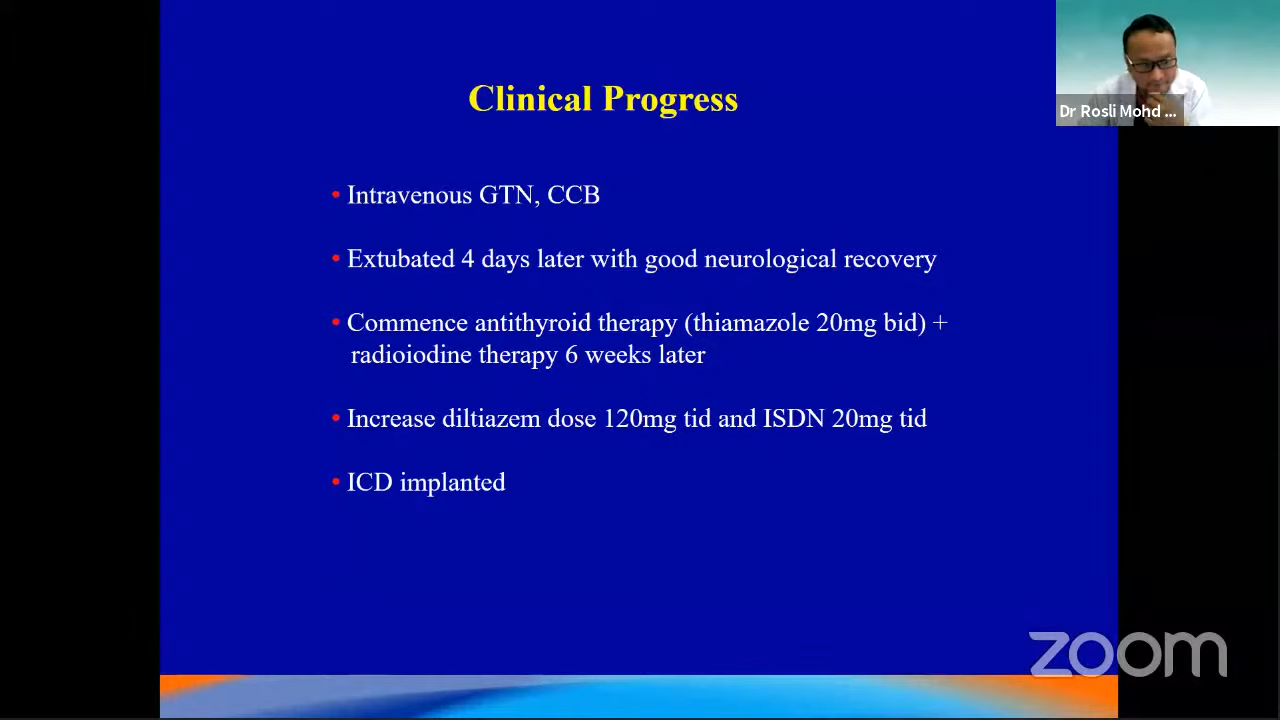 Clinical Progress
Dr Rosli Mohd ...
• Intravenous GTN, CCB
• Extubated 4 days later with good neurological recovery
• Commence antithyroid therapy (thiamazole 20mg bid) +
radioiodine therapy 6 weeks later
• Increase diltiazem dose 120mg tid and ISDN 20mg tid
• ICD implanted
zoom